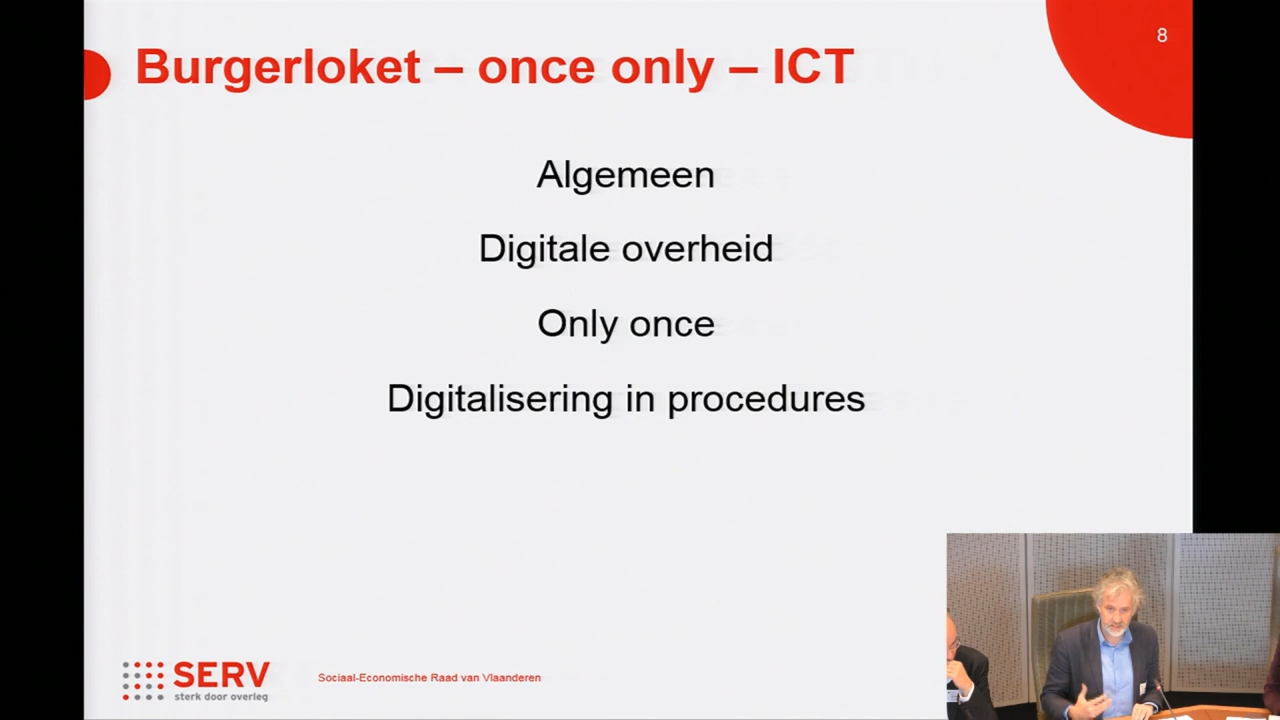 Burgerloket – once only – ICT
8
Algemeen
Digitale overheid
Only once
Digitalisering in procedures
SERV
sterk door overleg
Sociaal-Economische Raad van Vlaanderen